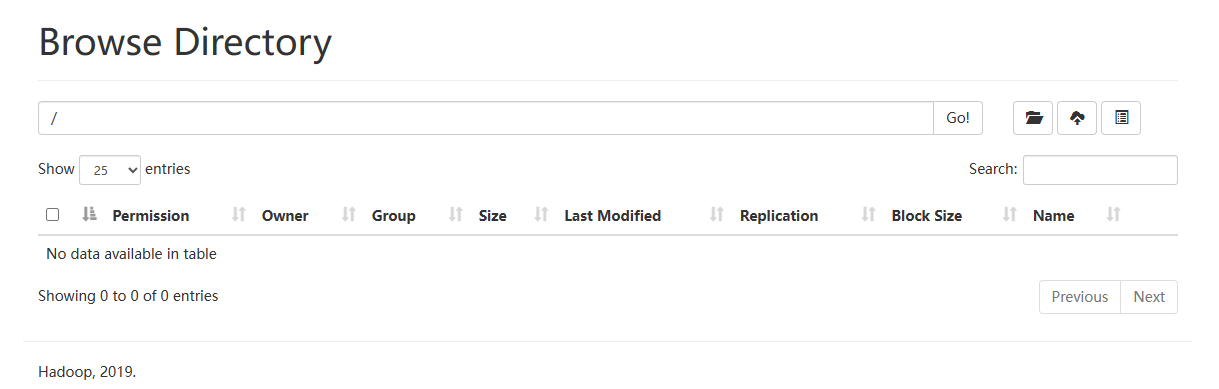 Browse Directory
/ Go!
Show 25 entries Search:
Permission Owner Group Size Last Modified Replication Block Size Name
No data available in table
Showing 0 to 0 of 0 entries Previous Next
Hadoop, 2019.